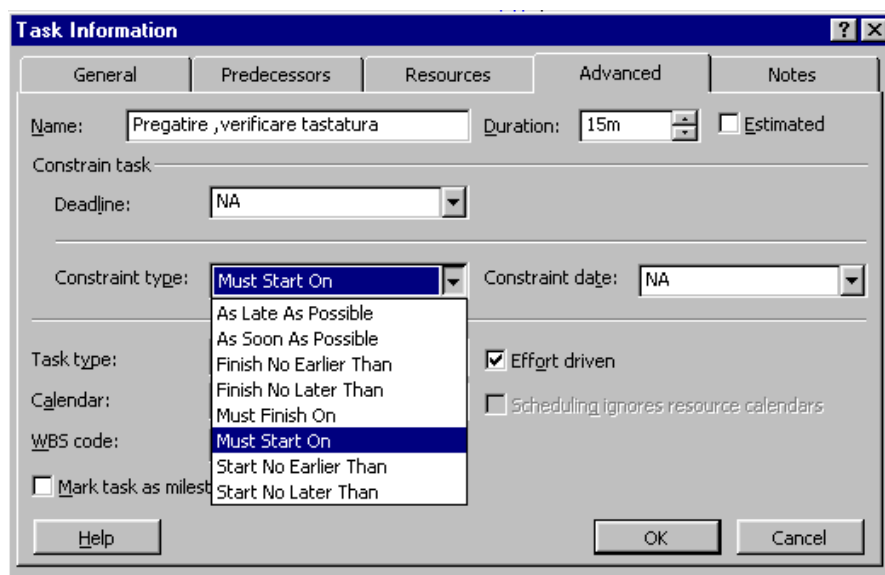 Task Information
General Predecessors Resources Advanced Notes
Name: Pregatire ,verificare tastatura Duration: 15m Estimated
Constrain task
Deadline: NA
Constraint type: Must Start On Constraint date: NA
As Late As Possible
As Soon As Possible
Task type: Finish No Earlier Than Effort driven
Finish No Later Than
Calendar: Must Finish On Scheduling ignores resource calendars
WBS code: Must Start On
Start No Earlier Than
Mark task as milest Start No Later Than
Help OK Cancel